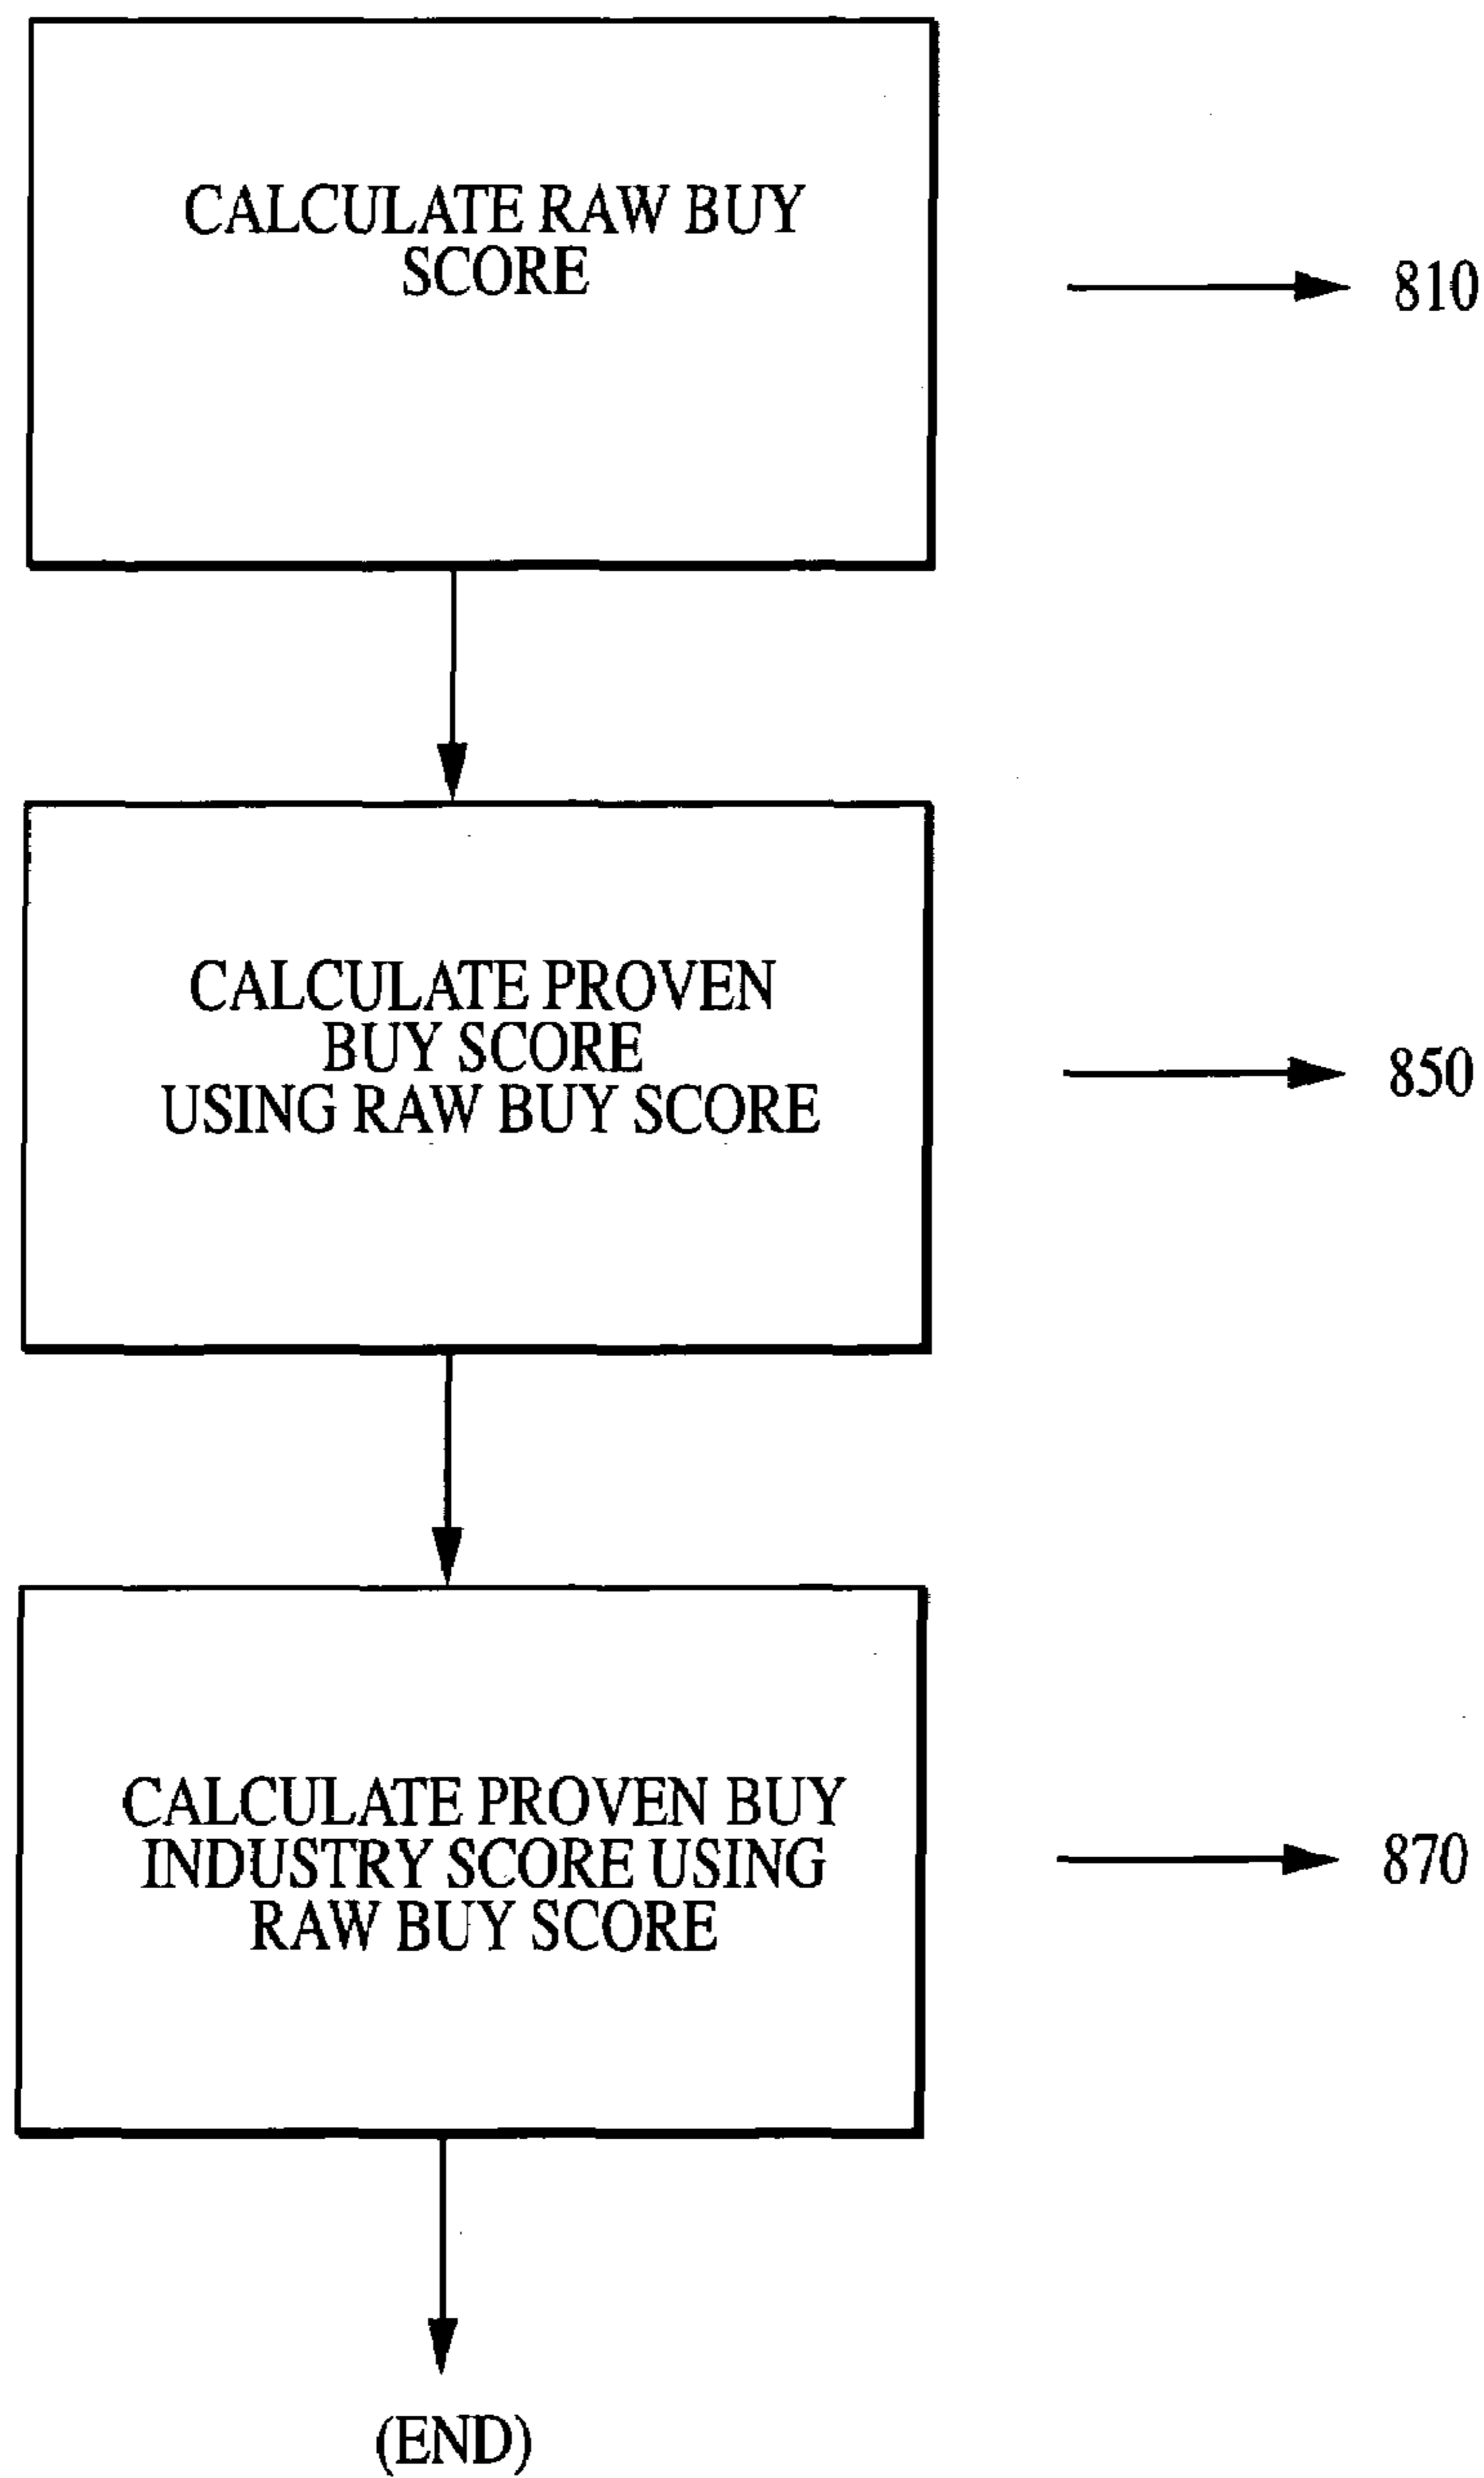 CALCULATE RAW BUY
SCORE
810
CALCULATE PROVEN
BUY SCORE
USING RAW BUY SCORE
850
CALCULATE PROVEN BUY
INDUSTRY SCORE USING
RAW BUY SCORE
870
(END)